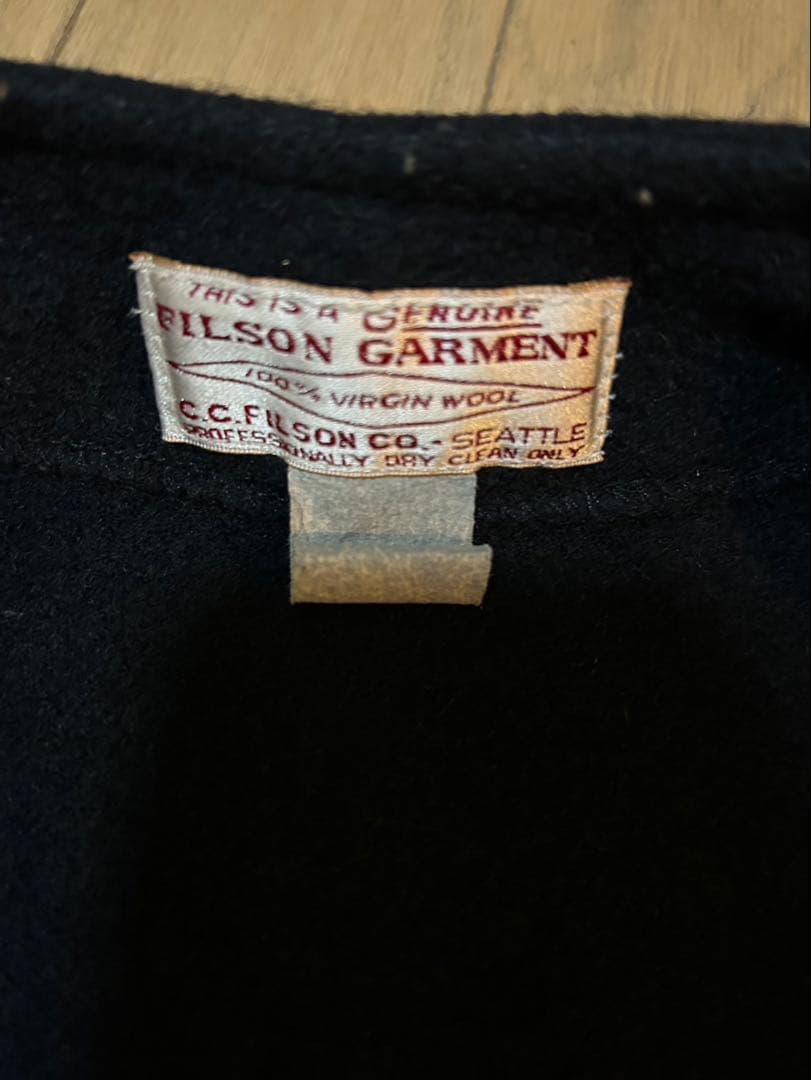 THIS IS A GENUINE
FILSON GARMENT
100% VIRGIN WOOL
C.C. FILSON CO. - SEATTLE
PROFESSIONALLY DRY CLEAN ONLY